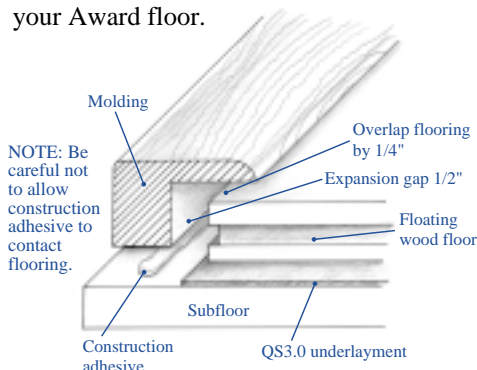 your Award floor.
Molding
NOTE: Be
careful not
to allow
construction
adhesive to
contact
flooring.
Overlap flooring
by 1/4"
Expansion gap 1/2"
Floating
wood floor
Subfloor
Construction
adhesive
QS3.0 underlayment